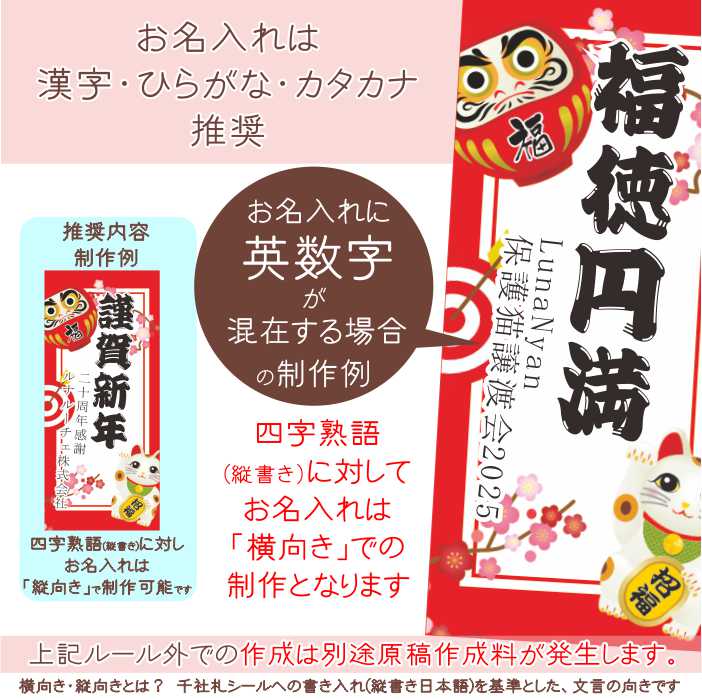 お名入れは
漢字・ひらがな・カタカナ
推奨
推奨内容
制作例
福
謹賀新年
二十周年感謝
ルナルーチェ株式会社
招福
四字熟語(縦書き)に対し
お名入れは
「縦向き」で制作可能です
お名入れに
英数字
が
混在する場合
の制作例
四字熟語
(縦書き)に対して
お名入れは
「横向き」での
制作となります
福
福徳円満
LunaNyan
保護猫譲渡会2025
招福
上記ルール外での作成は別途原稿作成料が発生します。
横向き・縦向きとは? 千社札シールへの書き入れ(縦書き日本語)を基準とした、文言の向きです